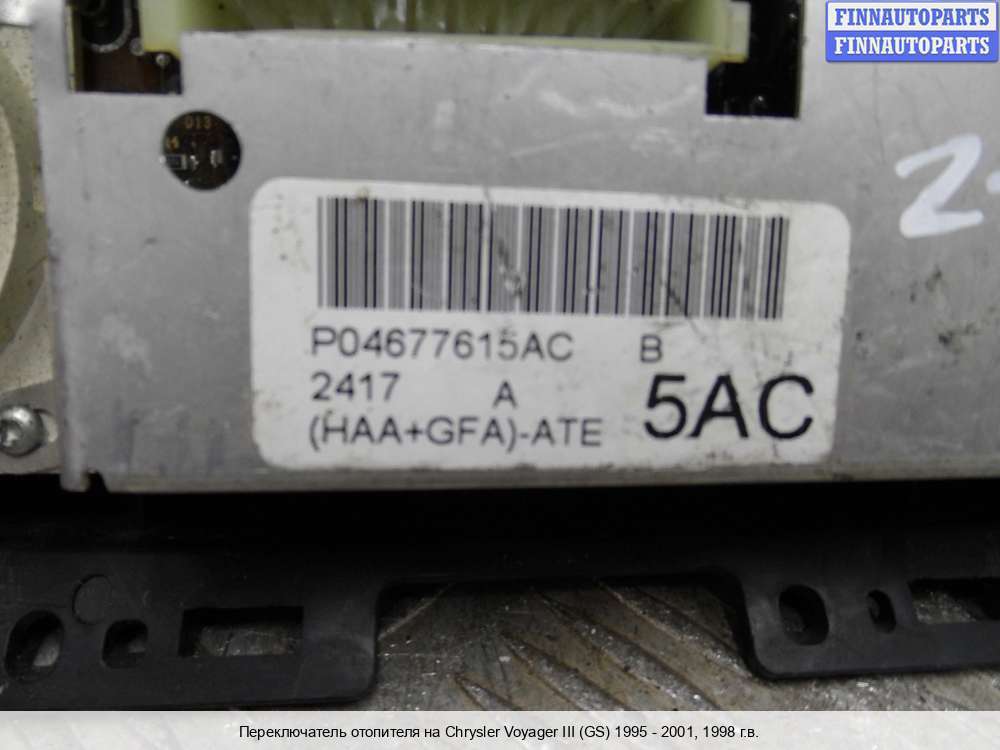 FINNAUTOPARTS
FINNAUTOPARTS
P04677615AC B
2417 A
(HAA+GFA)-ATE 5AC
Переключатель отопителя на Chrysler Voyager III (GS) 1995 - 2001, 1998 г.в.